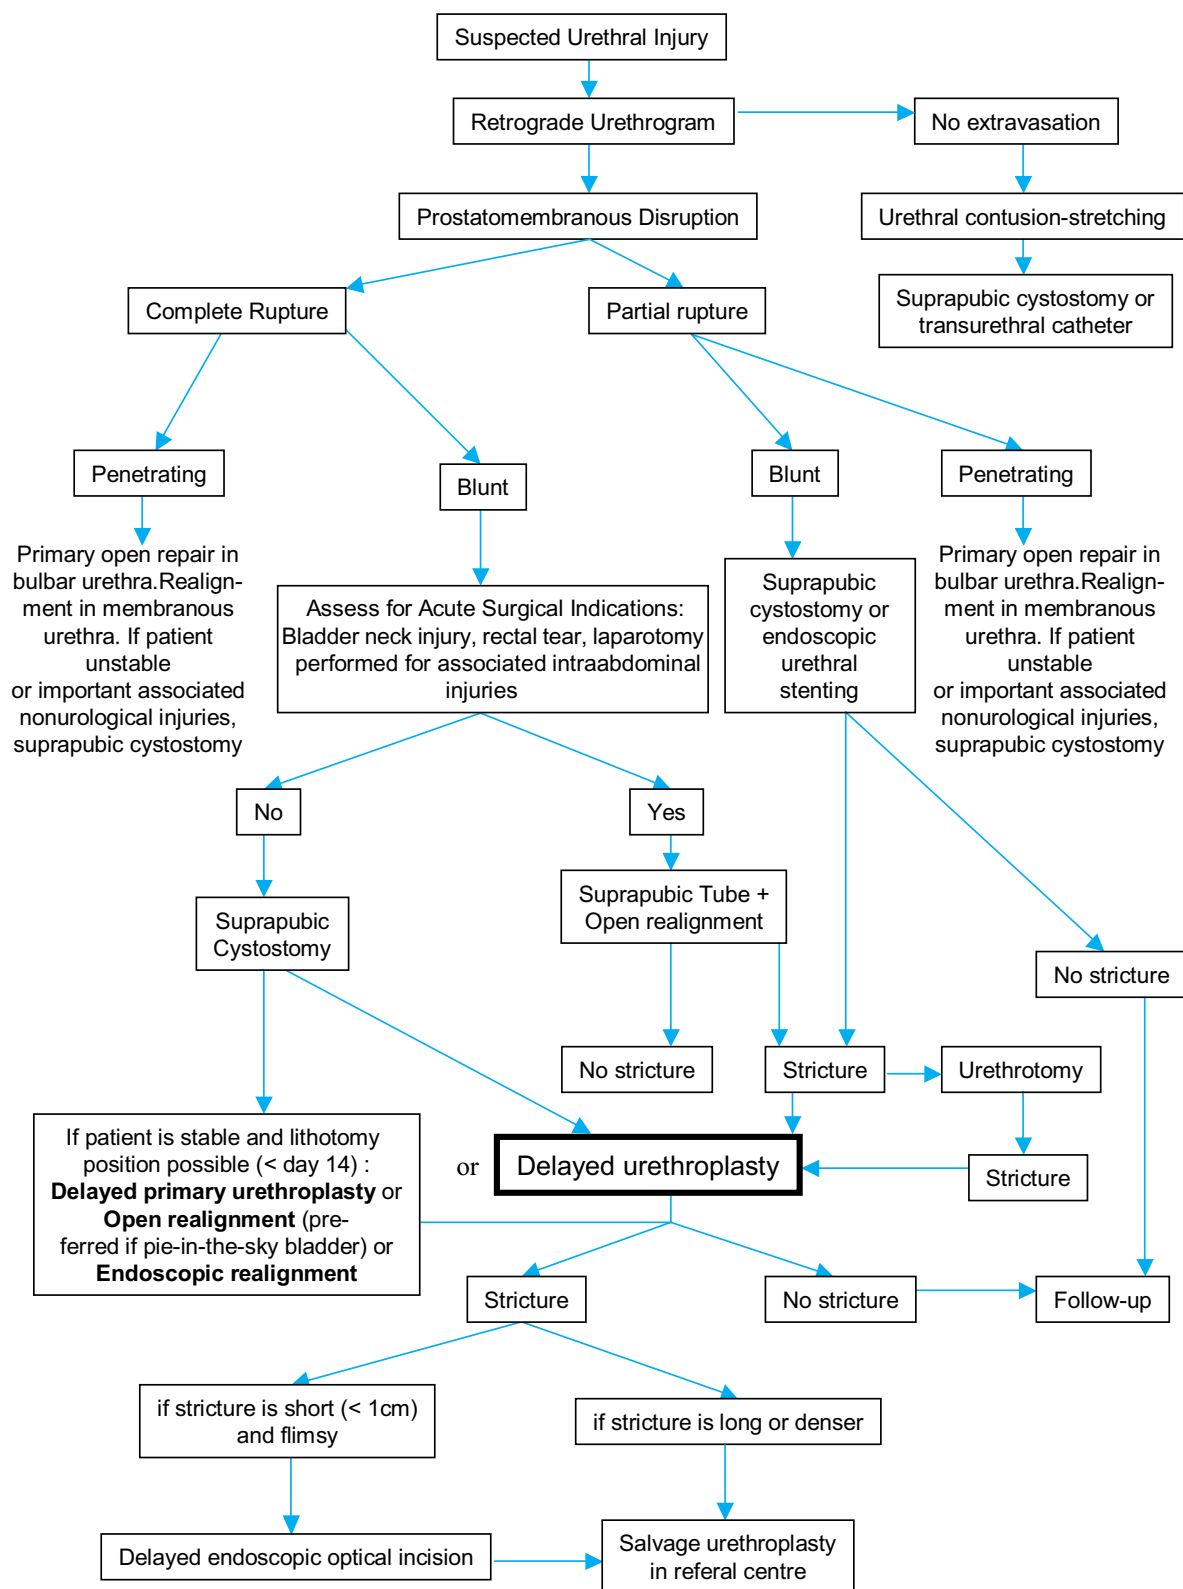 Suspected Urethral Injury
Retrograde Urethrogram
No extravasation
Prostatomembranous Disruption
Urethral contusion-stretching
Suprapubic cystostomy or
transurethral catheter
Complete Rupture
Partial rupture
Penetrating
Blunt
Blunt
Penetrating
Primary open repair in
bulbar urethra.Realign-
ment in membranous
urethra. If patient
unstable
or important associated
nonurological injuries,
suprapubic cystostomy
Assess for Acute Surgical Indications:
Bladder neck injury, rectal tear, laparotomy
performed for associated intraabdominal
injuries
Suprapubic
cystostomy or
endoscopic
urethral
stenting
Primary open repair in
bulbar urethra.Realign-
ment in membranous
urethra. If patient
unstable
or important associated
nonurological injuries,
suprapubic cystostomy
No
Yes
Suprapubic
Cystostomy
Suprapubic Tube +
Open realignment
No stricture
No stricture
Stricture
Urethrotomy
If patient is stable and lithotomy
position possible (< day 14) :
Delayed primary urethroplasty or
Open realignment (pre-
ferred if pie-in-the-sky bladder) or
Endoscopic realignment
or
Delayed urethroplasty
Stricture
Stricture
No stricture
Follow-up
if stricture is short (< 1cm)
and flimsy
if stricture is long or denser
Delayed endoscopic optical incision
Salvage urethroplasty
in referal centre